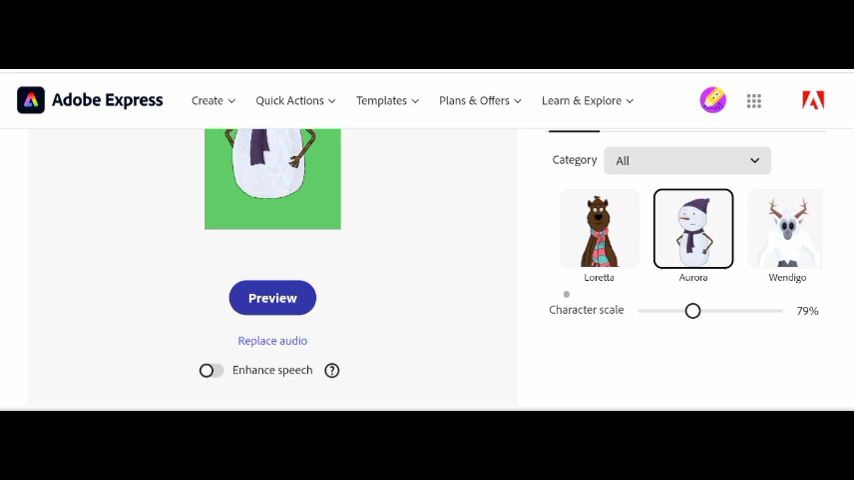 Adobe Express Create Quick Actions Templates Plans & Offers Learn & Explore
Category All
Loretta Aurora Wendigo
Preview
Character scale 79%
Replace audio
Enhance speech ?